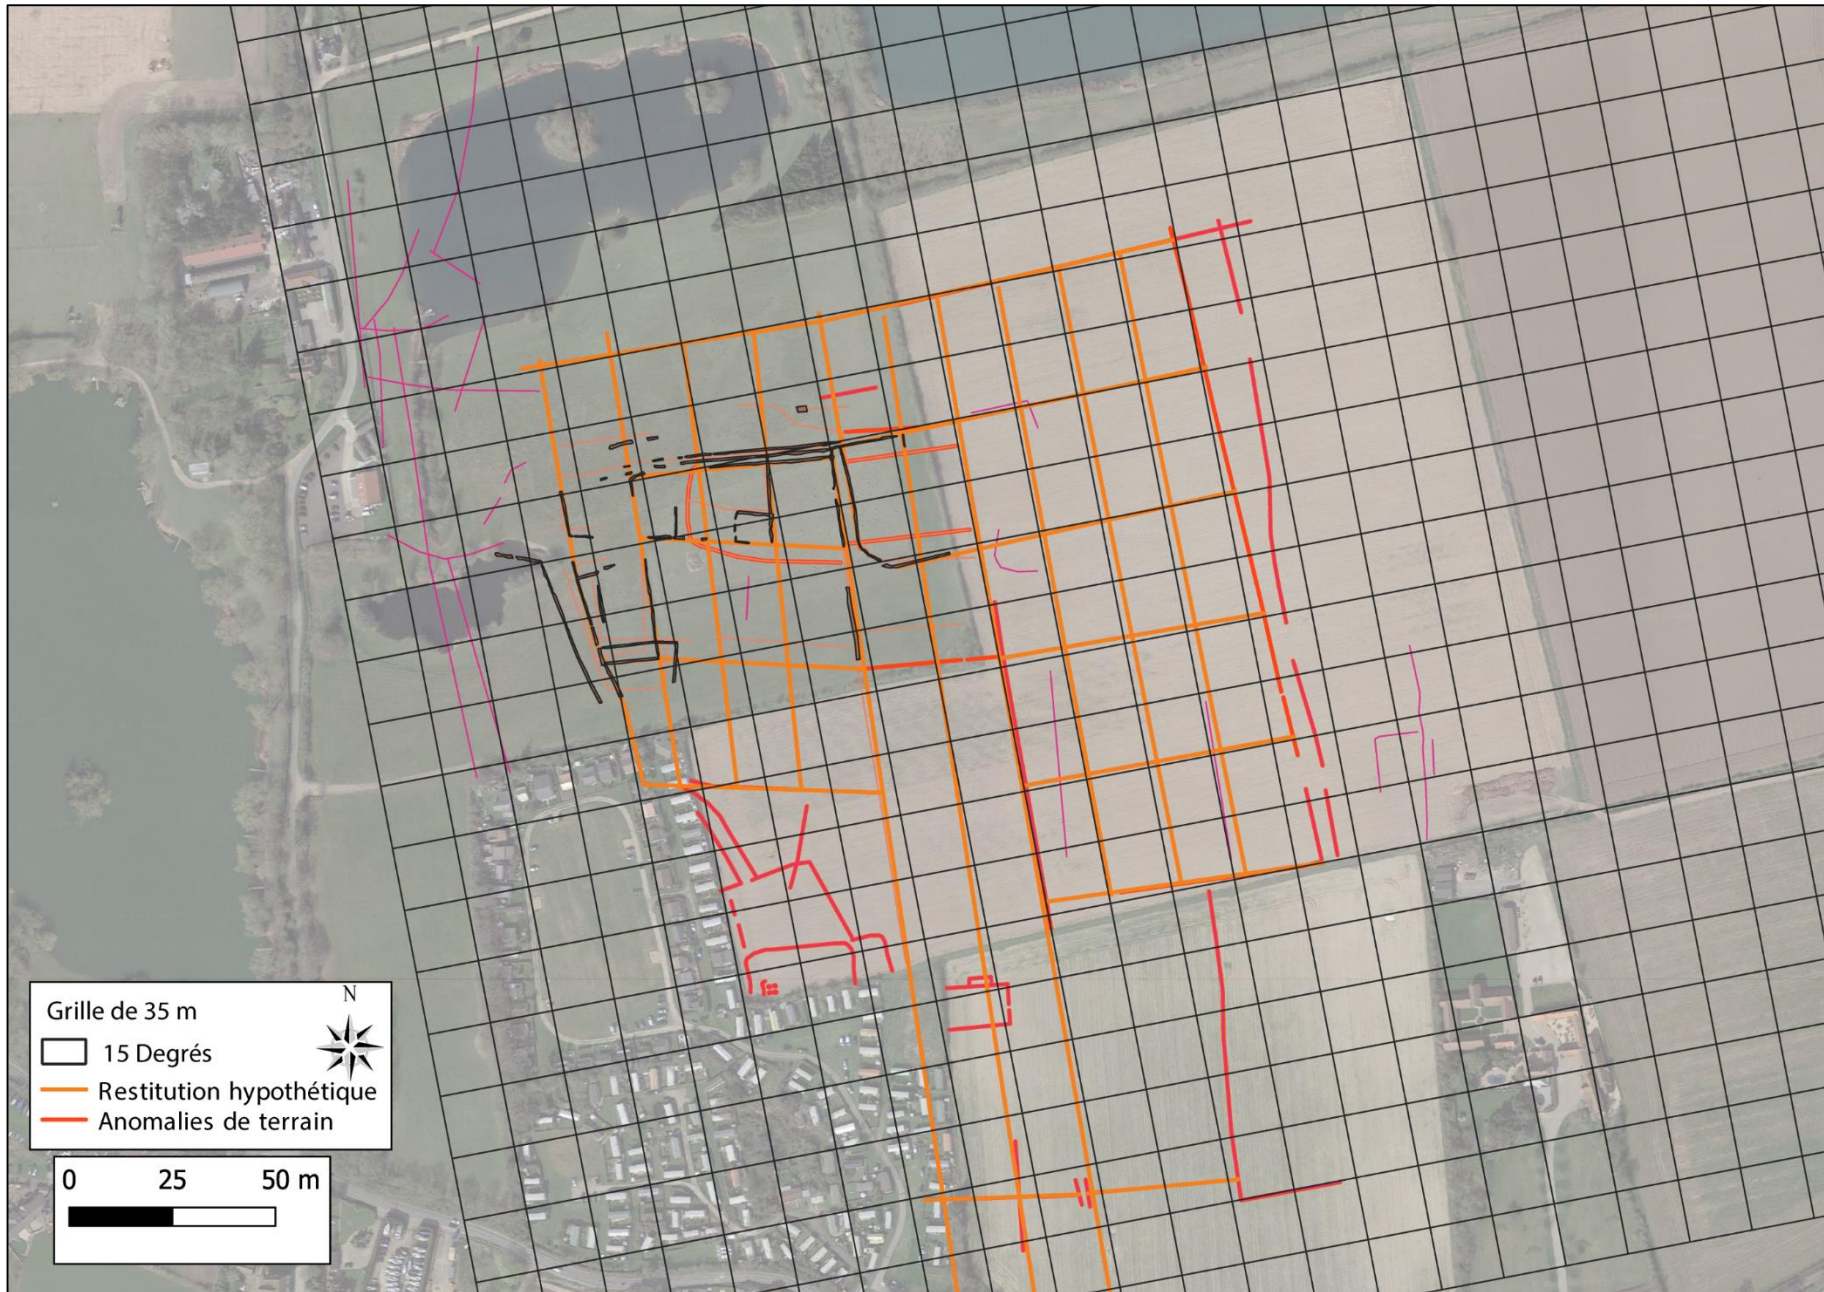 Grille de 35 m
N
15 Degrés
Restitution hypothétique
Anomalies de terrain
0 25 50 m